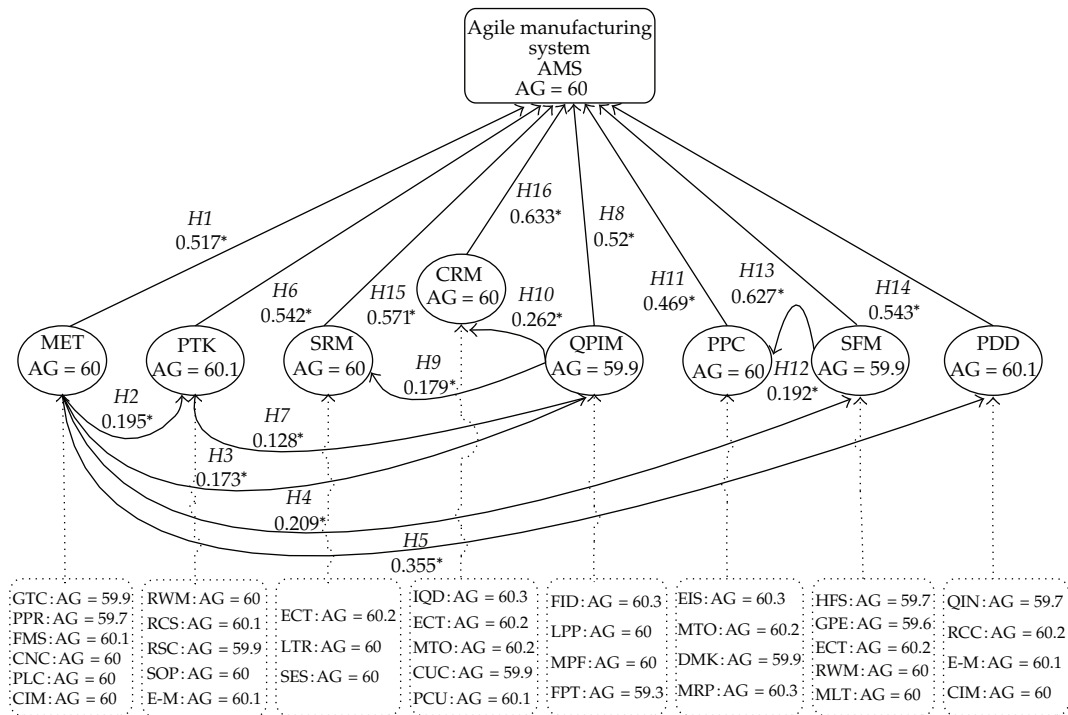 Agile manufacturing
system
AMS
AG = 60
H1
0.517*
H6
0.542*
H15
0.571*
H16
0.633*
H8
0.52*
H11
0.469*
H13
0.627*
H14
0.543*
CRM
AG = 60
H10
0.262*
MET
AG = 60
PTK
AG = 60.1
SRM
AG = 60
H9
0.179*
QPIM
AG = 59.9
PPC
AG = 60
H12
0.192*
SFM
AG = 59.9
PDD
AG = 60.1
H2
0.195*
H7
0.128*
H3
0.173*
H4
0.209*
H5
0.355*
GTC:AG = 59.9
PPR:AG = 59.7
FMS:AG = 60.1
CNC:AG = 60
PLC:AG = 60
CIM:AG = 60
RWM:AG = 60
RCS:AG = 60.1
RSC:AG = 59.9
SOP:AG = 60
E-M:AG = 60.1
ECT:AG = 60.2
LTR:AG = 60
SES:AG = 60
IQD:AG = 60.3
ECT:AG = 60.2
MTO:AG = 60.2
CUC:AG = 59.9
PCU:AG = 60.1
FID:AG = 60.3
LPP:AG = 60
MPF:AG = 60
FPT:AG = 59.3
EIS:AG = 60.3
MTO:AG = 60.2
DMK:AG = 59.9
MRP:AG = 60.3
HFS:AG = 59.7
GPE:AG = 59.6
ECT:AG = 60.2
RWM:AG = 60
MLT:AG = 60
QIN:AG = 59.7
RCC:AG = 60.2
E-M:AG = 60.1
CIM:AG = 60